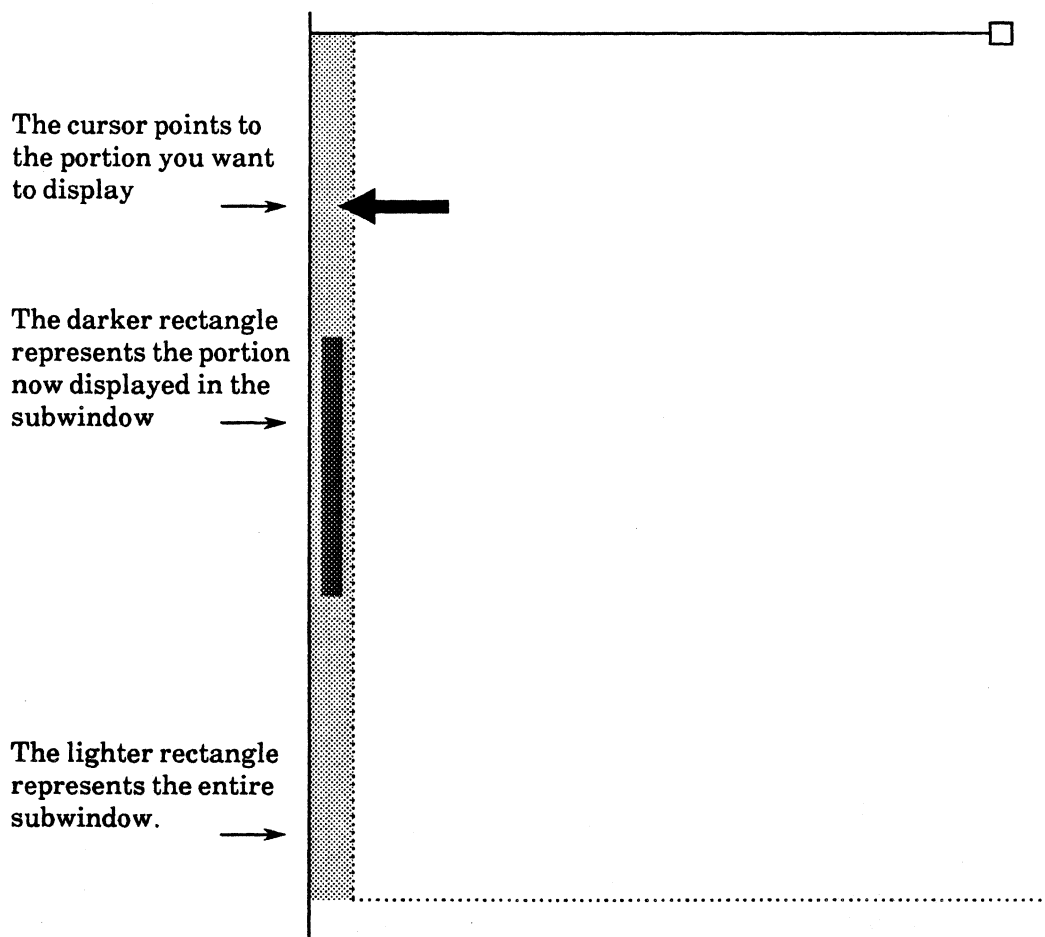 The cursor points to
the portion you want
to display
The darker rectangle
represents the portion
now displayed in the
subwindow
The lighter rectangle
represents the entire
subwindow.